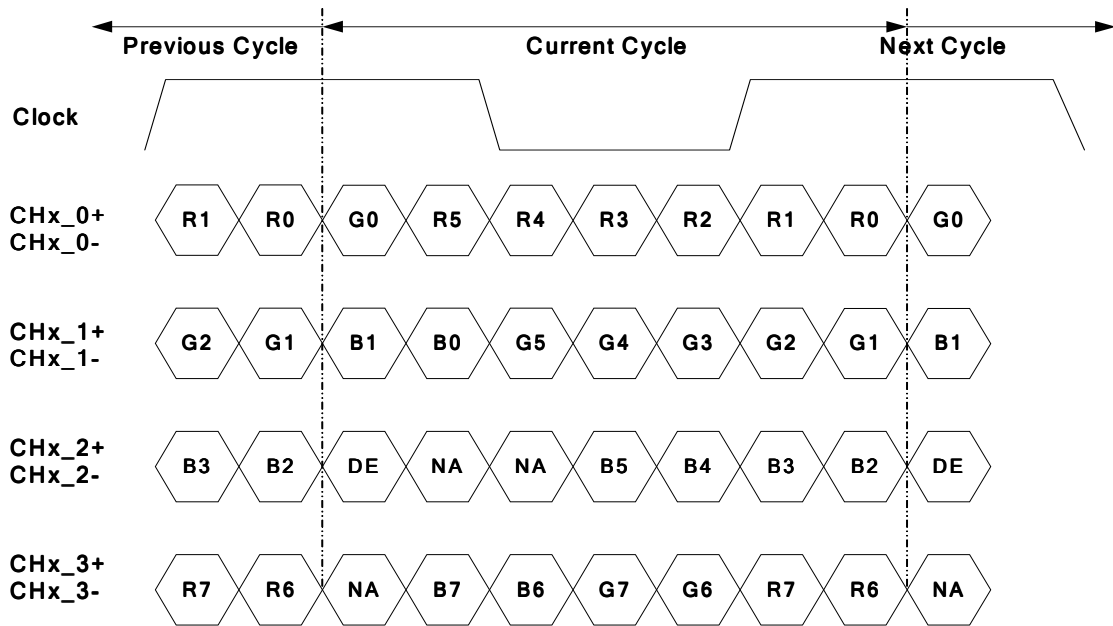 Previous Cycle Current Cycle Next Cycle
Clock
CHx_0+
CHx_0-
R1 R0 G0 R5 R4 R3 R2 R1 R0 G0
CHx_1+
CHx_1-
G2 G1 B1 B0 G5 G4 G3 G2 G1 B1
CHx_2+
CHx_2-
B3 B2 DE NA NA B5 B4 B3 B2 DE
CHx_3+
CHx_3-
R7 R6 NA B7 B6 G7 G6 R7 R6 NA